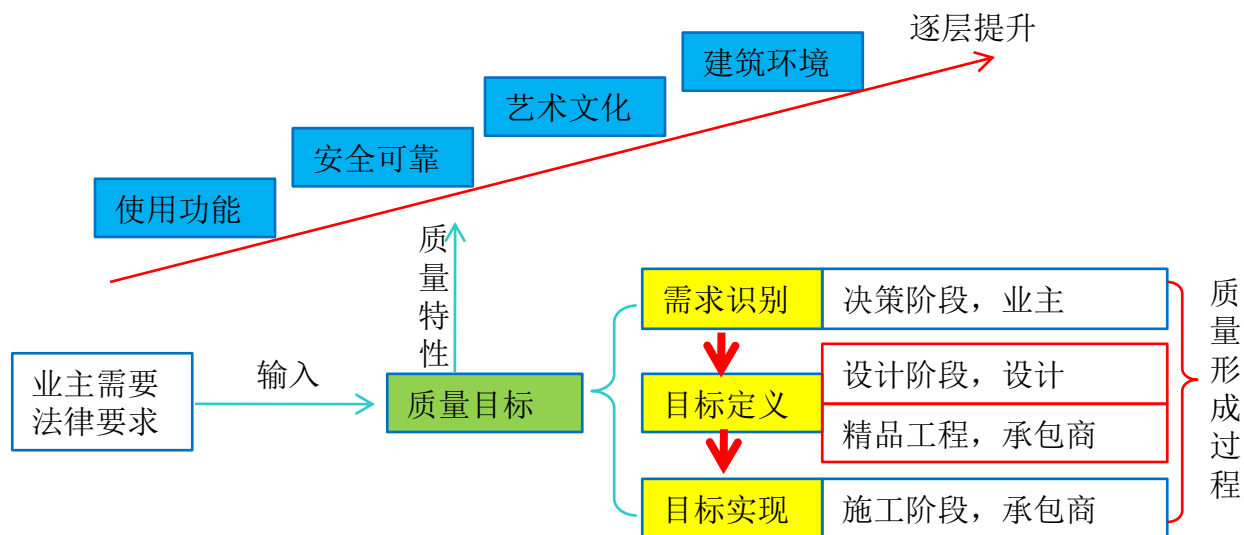 逐层提升
建筑环境
艺术文化
安全可靠
使用功能
质量特性
需求识别
决策阶段，业主
业主需要
法律要求
输入
质量目标
目标定义
设计阶段，设计
精品工程，承包商
目标实现
施工阶段，承包商
质量形成过程